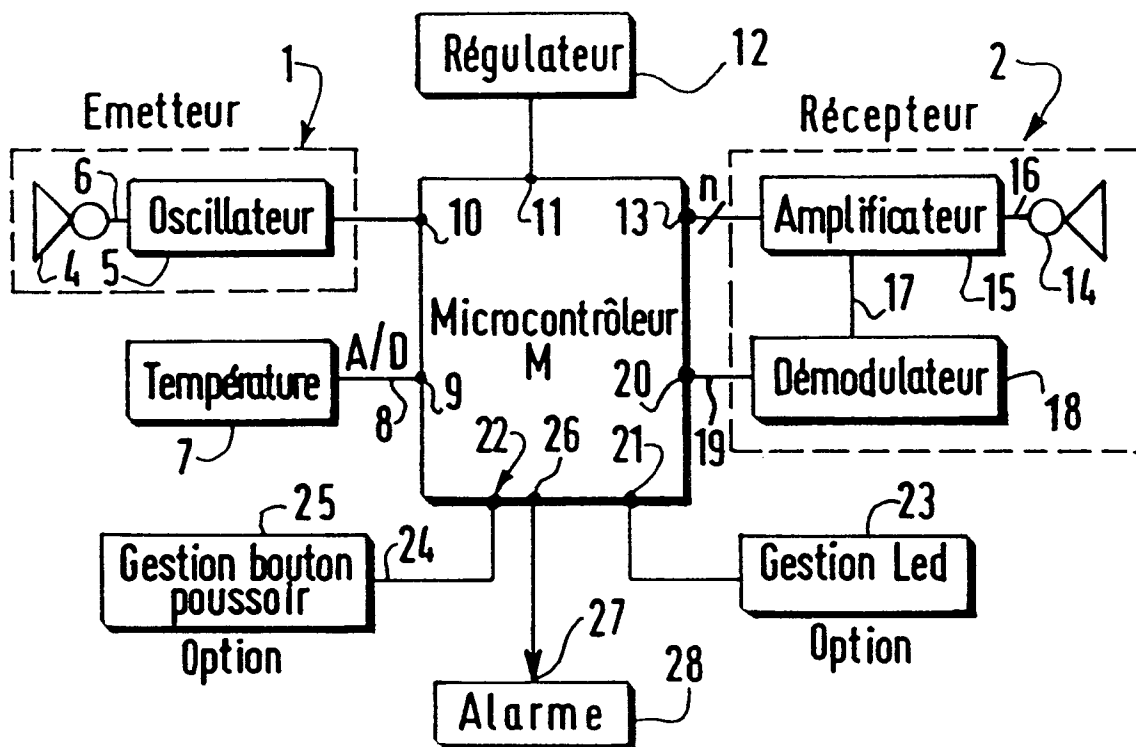 Régulateur
12
1
2
Emetteur
Récepteur
6
Oscillateur
4
5
10
11
13
n
Amplificateur
16
15
14
17
Microcontrôleur
M
Température
7
A/D
8
9
20
19
Démodulateur
18
22
26
21
25
Gestion bouton
poussoir
24
Option
23
Gestion Led
Option
27
Alarme
28